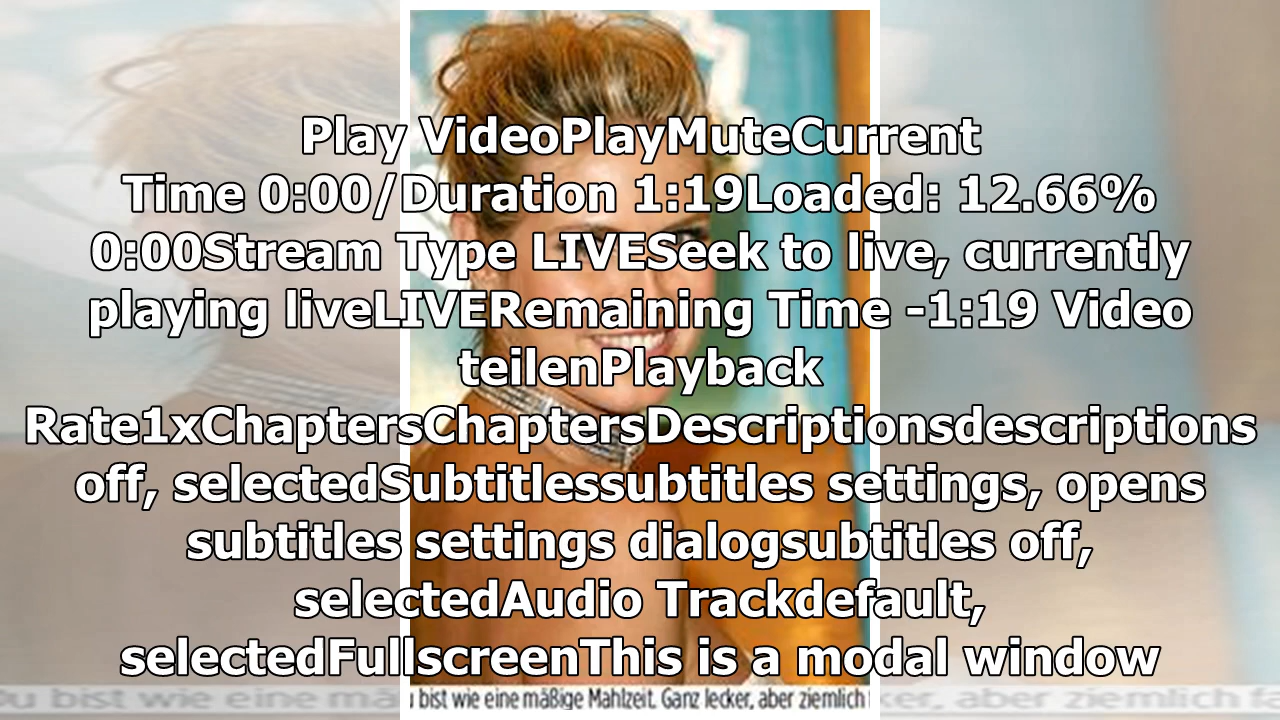 Play VideoPlayMuteCurrent
Time 0:00/Duration 1:19Loaded: 12.66%
0:00Stream Type LIVESeek to live, currently
playing liveLIVERemaining Time -1:19 Video
teilenPlayback
Rate1xChaptersChaptersDescriptionsdescriptions
off, selectedSubtitlessubtitles settings, opens
subtitles settings dialogsubtitles off,
selectedAudio Trackdefault,
selectedFullscreenThis is a modal window
bist wie eine mäßige Mahlzeit. Ganz lecker, aber ziemlich